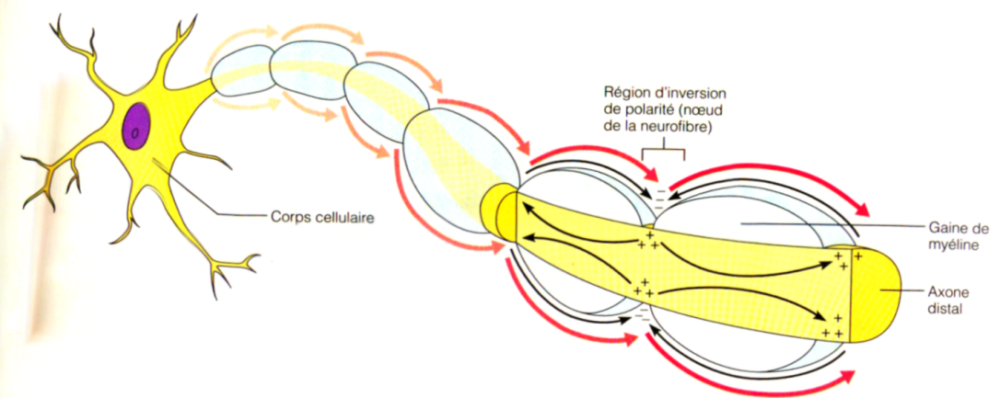 Région d'inversion
de polarité (nœud
de la neurofibre)
Corps cellulaire
Gaine de
myéline
Axone
distal